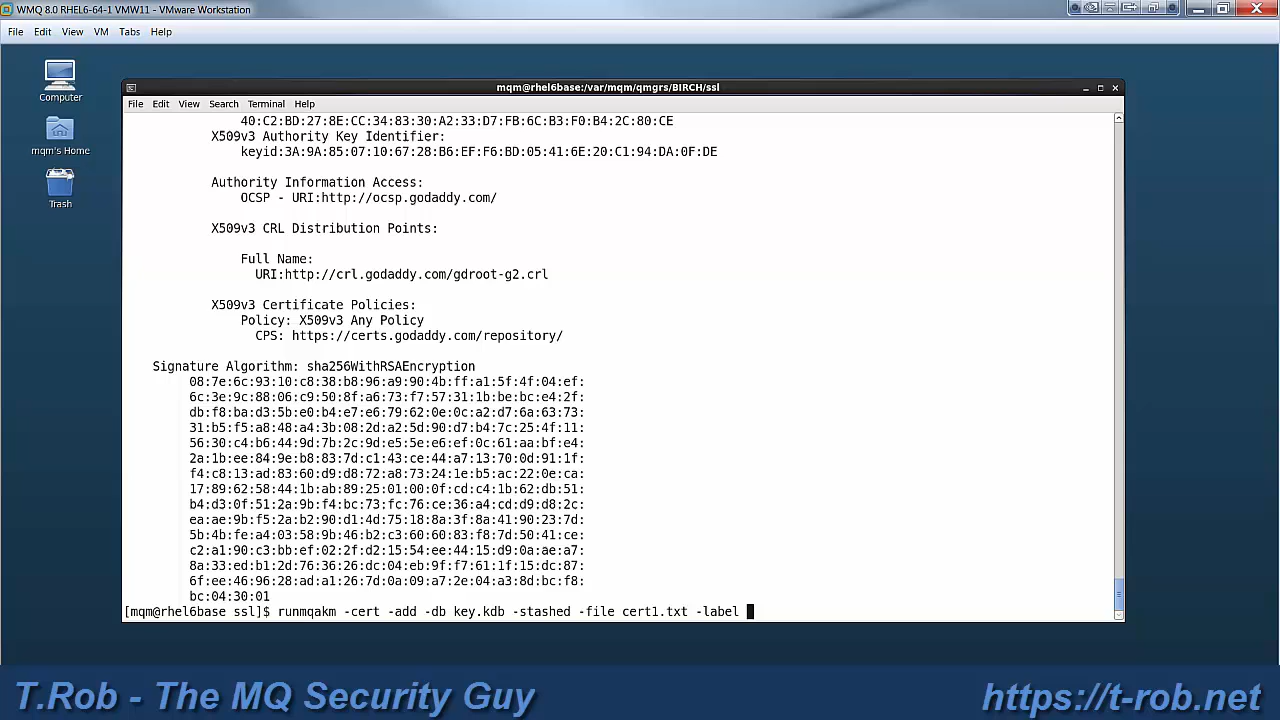 WMQ 8.0 RHEL6-64-1 VMW11 - VMware Workstation
File Edit View VM Tabs Help
Computer
mqm's Home
Trash
mqm@rhel6base:/var/mqm/qmgrs/BIRCH/ssl
File Edit View Search Terminal Help
40:C2:BD:27:8E:CC:34:83:30:A2:33:D7:FB:6C:B3:F0:B4:2C:80:CE
X509v3 Authority Key Identifier:
keyid:3A:9A:85:07:10:67:28:B6:EF:F6:BD:05:41:6E:20:C1:94:DA:0F:DE
Authority Information Access:
OCSP - URI:http://ocsp.godaddy.com/
X509v3 CRL Distribution Points:
Full Name:
URI:http://crl.godaddy.com/gdroot-g2.crl
X509v3 Certificate Policies:
Policy: X509v3 Any Policy
CPS: https://certs.godaddy.com/repository/
Signature Algorithm: sha256WithRSAEncryption
08:7e:6c:93:10:c8:38:b8:96:a9:90:4b:ff:a1:5f:4f:04:ef:
6c:3e:9c:88:06:c9:50:8f:a6:73:f7:57:31:1b:be:bc:e4:2f:
db:f8:ba:d3:5b:e0:b4:e7:e6:79:62:0e:0c:a2:d7:6a:63:73:
31:b5:f5:a8:48:a4:3b:08:2d:a2:5d:90:d7:b4:7c:25:4f:11:
56:30:c4:b6:44:9d:7b:2c:9d:e5:5e:e6:ef:0c:61:aa:bf:e4:
2a:1b:ee:84:9e:b8:83:7d:c1:43:ce:44:a7:13:70:0d:91:1f:
f4:c8:13:ad:83:60:d9:d8:72:a8:73:24:1e:b5:ac:22:0e:ca:
17:89:62:58:44:1b:ab:89:25:01:00:0f:cd:c4:1b:62:db:51:
b4:d3:0f:51:2a:9b:f4:bc:73:fc:76:ce:36:a4:cd:d9:d8:2c:
ea:ae:9b:f5:2a:b2:90:d1:4d:75:18:8a:3f:8a:41:90:23:7d:
5b:4b:fe:a4:03:58:9b:46:b2:c3:60:60:83:f8:7d:50:41:ce:
c2:a1:90:c3:bb:ef:02:2f:d2:15:54:ee:44:15:d9:0a:ae:a7:
8a:33:ed:b1:2d:76:36:26:dc:04:eb:9f:f7:61:1f:15:dc:87:
6f:ee:46:96:28:ad:a1:26:7d:0a:09:a7:2e:04:a3:8d:bc:f8:
bc:04:30:01
[mqm@rhel6base ssl]$ runmqakm -cert -add -db key.kdb -stashed -file cert1.txt -label
T.Rob - The MQ Security Guy
https://t-rob.net